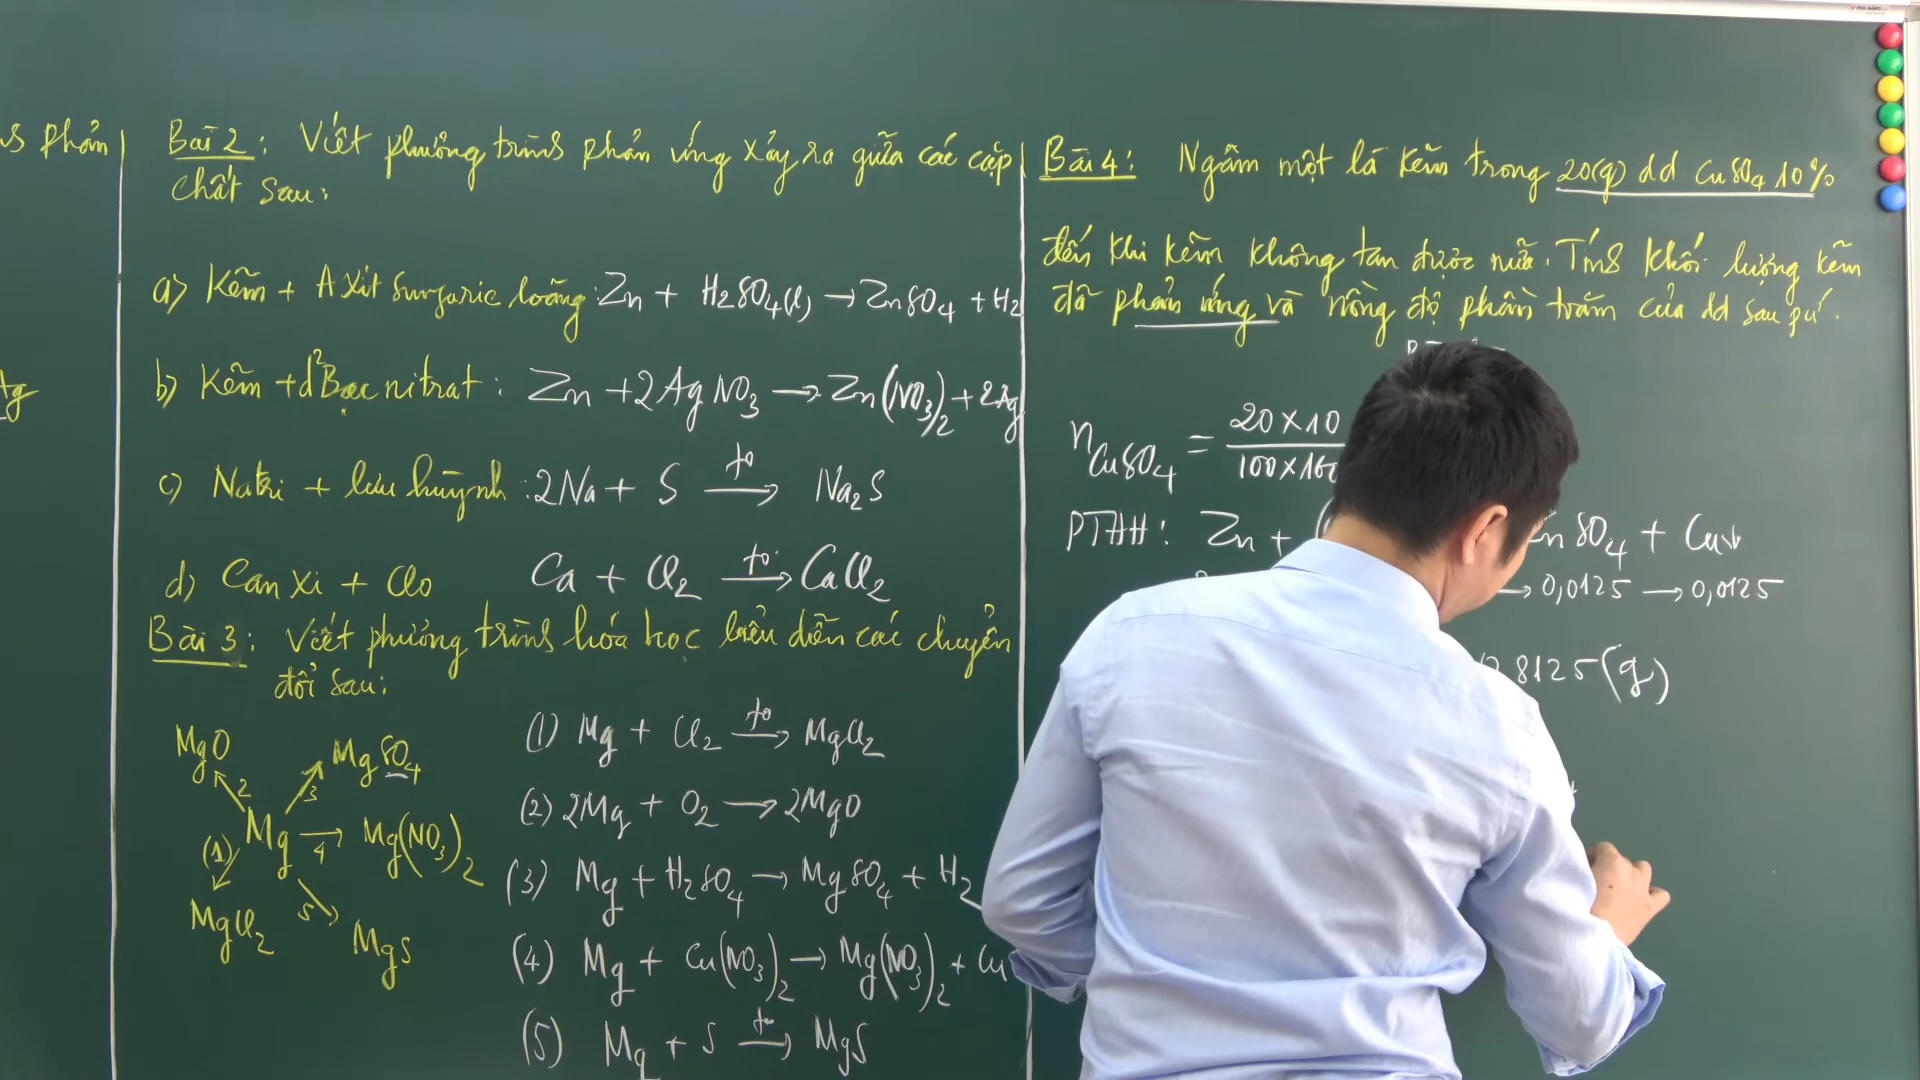 s phản
Ag
Bài 2: Viết phương trình phản ứng xảy ra giữa các cặp
chất sau:
a) Kẽm + Axit Sunfuric loãng: Zn + H2SO4(l) → ZnSO4 + H2
b) Kẽm + d² Bạc nitrat: Zn + 2AgNO3 → Zn(NO3)2 + 2Ag
c) Natri + lưu huỳnh: 2Na + S —t°→ Na2S
d) Canxi + Clo Ca + Cl2 —t°→ CaCl2
Bài 3: Viết phương trình hóa học biểu diễn các chuyển
đổi sau:
MgO
MgSO4
2
3
(1) Mg → 4 Mg(NO3)2
5
MgCl2
MgS
(1) Mg + Cl2 —t°→ MgCl2
(2) 2Mg + O2 → 2MgO
(3) Mg + H2SO4 → MgSO4 + H2
(4) Mg + Cu(NO3)2 → Mg(NO3)2 + Cu
(5) Mg + S —t°→ MgS
Bài 4: Ngâm một lá kẽm trong 20(g) dd CuSO4 10%
đến khi kẽm không tan được nữa. Tính khối lượng kẽm
đã phản ứng và nồng độ phần trăm của dd sau pứ.
nCuSO4 = 20×10
100×160
PTHH: Zn + ZnSO4 + Cu↓
→ 0,0125 → 0,0125
8125(g)